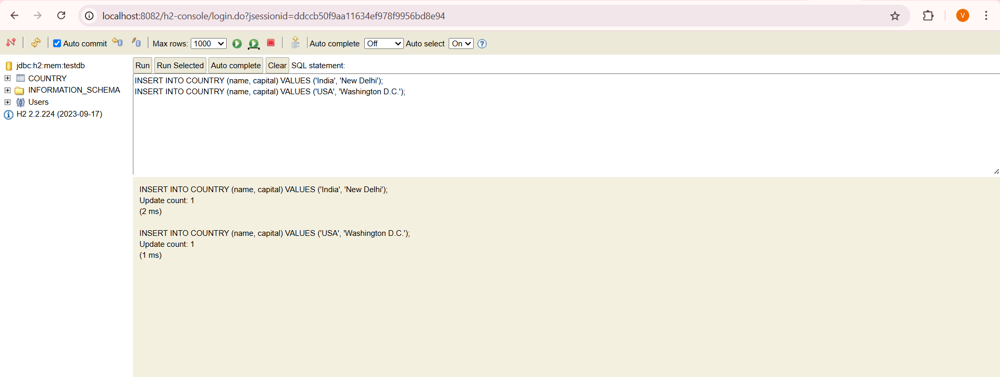 localhost:8082/h2-console/login.do?jsessionid=ddccb50f9aa11634ef978f9956bd8e94
V
Auto commit Max rows: 1000 Auto complete Off Auto select On ?
jdbc:h2:mem:testdb
COUNTRY
INFORMATION_SCHEMA
Users
H2 2.2.224 (2023-09-17)
Run Run Selected Auto complete Clear SQL statement:
INSERT INTO COUNTRY (name, capital) VALUES ('India', 'New Delhi');
INSERT INTO COUNTRY (name, capital) VALUES ('USA', 'Washington D.C.');
INSERT INTO COUNTRY (name, capital) VALUES ('India', 'New Delhi');
Update count: 1
(2 ms)
INSERT INTO COUNTRY (name, capital) VALUES ('USA', 'Washington D.C.');
Update count: 1
(1 ms)